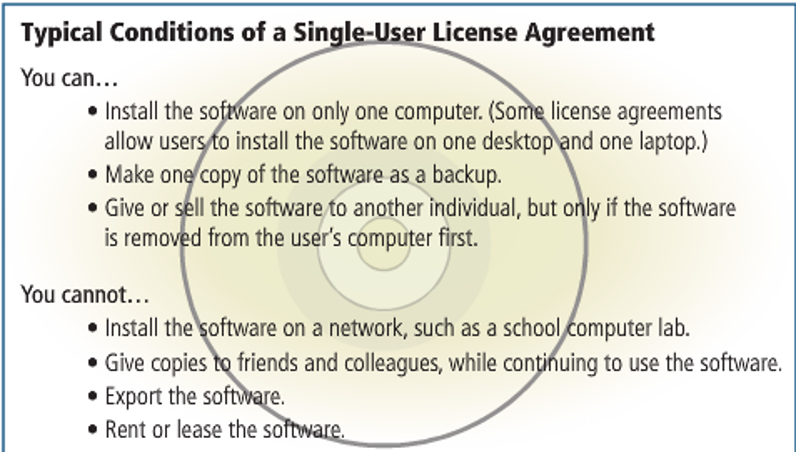 Typical Conditions of a Single-User License Agreement
You can…
• Install the software on only one computer. (Some license agreements
allow users to install the software on one desktop and one laptop.)
• Make one copy of the software as a backup.
• Give or sell the software to another individual, but only if the software
is removed from the user's computer first.
You cannot…
• Install the software on a network, such as a school computer lab.
• Give copies to friends and colleagues, while continuing to use the software.
• Export the software.
• Rent or lease the software.